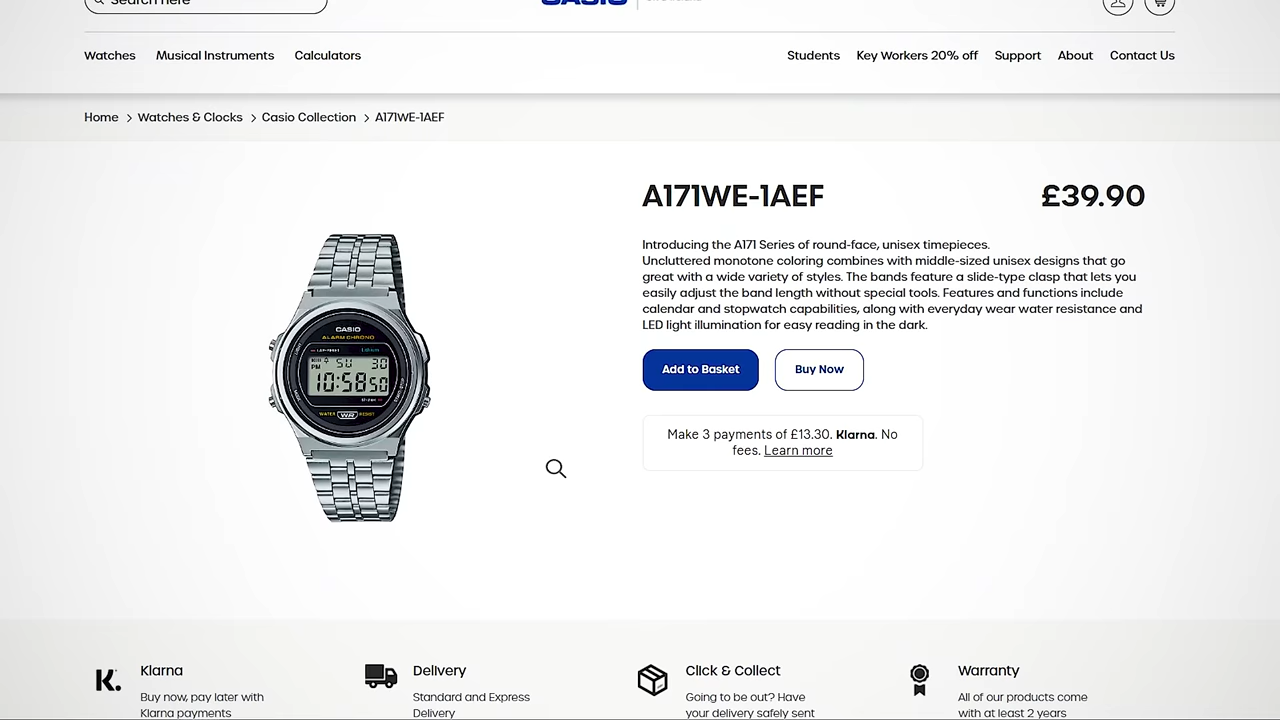 Search here
CASIO
Watches Musical Instruments Calculators Students Key Workers 20% off Support About Contact Us
Home > Watches & Clocks > Casio Collection > A171WE-1AEF
A171WE-1AEF £39.90
Introducing the A171 Series of round-face, unisex timepieces.
Uncluttered monotone coloring combines with middle-sized unisex designs that go
great with a wide variety of styles. The bands feature a slide-type clasp that lets you
easily adjust the band length without special tools. Features and functions include
calendar and stopwatch capabilities, along with everyday wear water resistance and
LED light illumination for easy reading in the dark.
CASIO
ALARM CHRONO
PM SU 30
10:58 50
WATER WR RESIST
Add to Basket Buy Now
Make 3 payments of £13.30. Klarna. No
fees. Learn more
K. Klarna
Buy now, pay later with
Klarna payments
Delivery
Standard and Express
Delivery
Click & Collect
Going to be out? Have
your delivery safely sent
Warranty
All of our products come
with at least 2 years